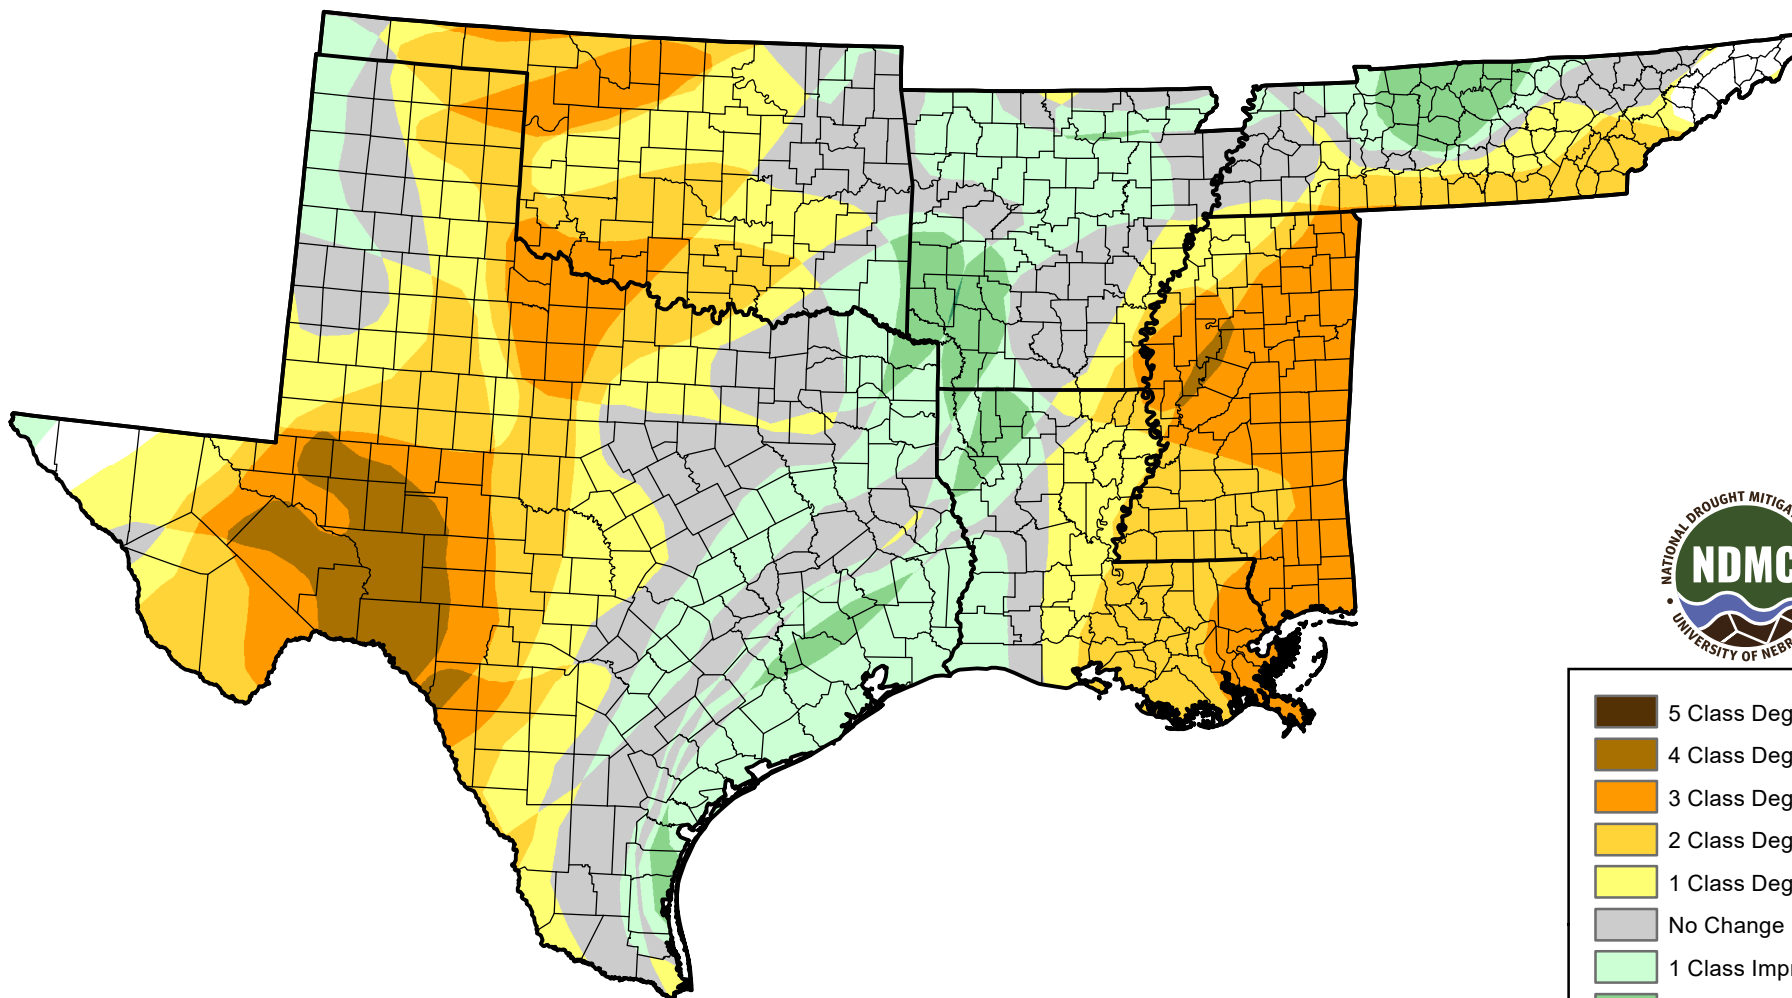 NATIONAL DROUGHT MITIGA
NDMC
UNIVERSITY OF NEBR
5 Class Deg
4 Class Deg
3 Class Deg
2 Class Deg
1 Class Deg
No Change
1 Class Impr